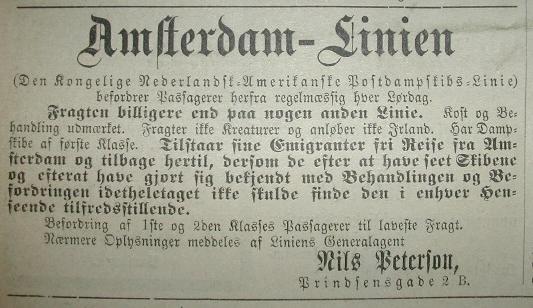 Amsterdam-Linien
(Den Kongelige Nederlandsk-Amerikanske Postdampskibs-Linie)
befordrer Passagerer herfra regelmæssig hver Lørdag.
Fragten billigere end paa nogen anden Linie. Kost og Be-
handling udmærket. Fragter ikke Kreaturer og anløber ikke Irland. Har Damp-
skibe af første Klasse. Tilstaar sine Emigranter fri Reise fra Am-
sterdam og tilbage hertil, dersom de efter at have seet Skibene
og efterat have gjort sig bekjendt med Behandlingen og Be-
fordringen idetheletaget ikke skulde finde den i enhver Hen-
seende tilfredsstillende.
Befordring af 1ste og 2den Klasses Passagerer til laveste Fragt.
Nærmere Oplysninger meddeles af Liniens Generalagent
Nils Peterson,
Prindsensgade 2 B.